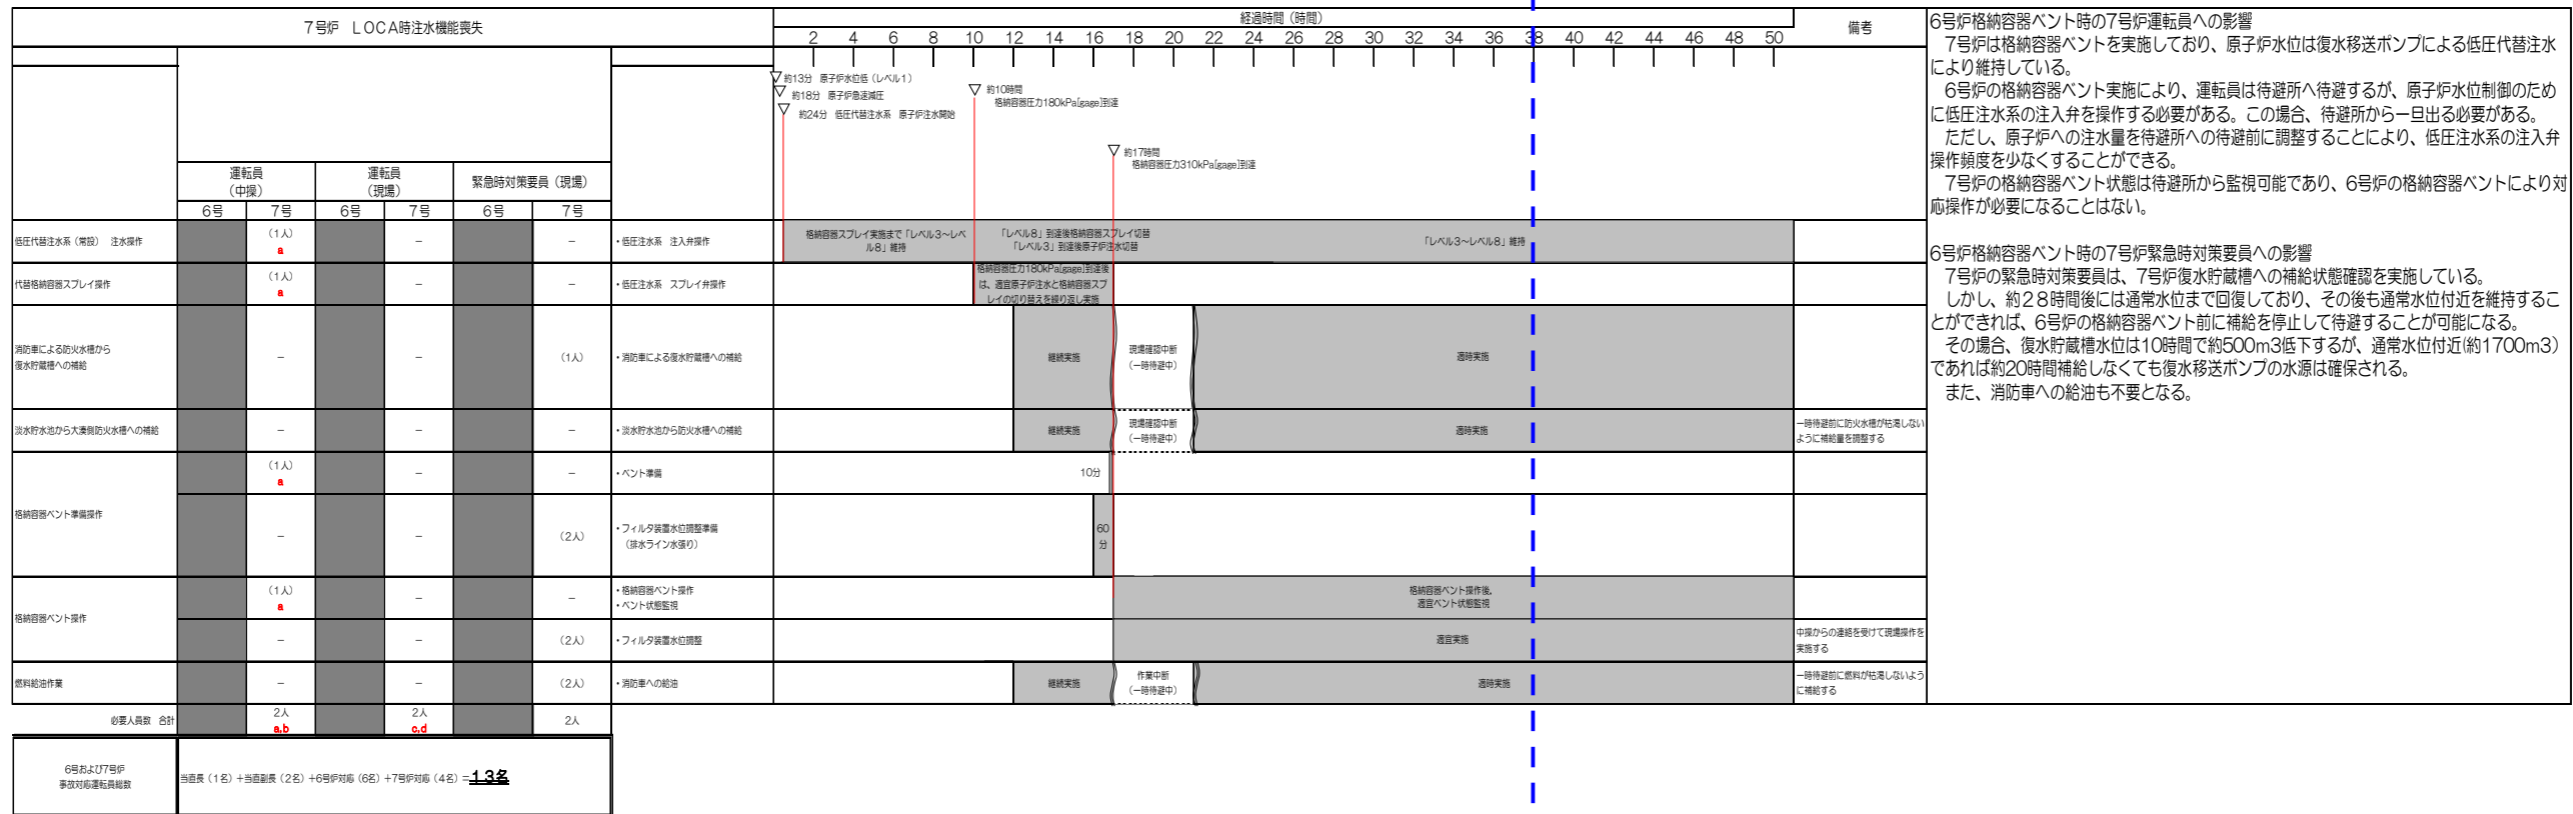 7号炉　LOCA時注水機能喪失
経過時間（時間）
備考
2 4 6 8 10 12 14 16 18 20 22 24 26 28 30 32 34 36 38 40 42 44 46 48 50
約13分　原子炉水位低（レベル1）
約18分　原子炉急速減圧
約24分　低圧代替注水系　原子炉注水開始
約10時間
格納容器圧力180kPa[gage]到達
約17時間
格納容器圧力310kPa[gage]到達
運転員
（中操）
運転員
（現場）
緊急時対策要員（現場）
6号 7号 6号 7号 6号 7号
低圧代替注水系（常設）　注水操作
（1人）
a
－ －
・低圧注水系　注入弁操作
格納容器スプレイ実施まで「レベル3～レベ
ル8」維持
「レベル8」到達後格納容器スプレイ切替
「レベル3」到達後原子炉注水切替
「レベル3～レベル8」維持
代替格納容器スプレイ操作
（1人）
a
－ －
・低圧注水系　スプレイ弁操作
格納容器圧力180kPa[gage]到達後
は、適宜原子炉注水と格納容器スプ
レイの切り替えを繰り返し実施
消防車による防火水槽から
復水貯蔵槽への補給
－ － （1人）
・消防車による復水貯蔵槽への補給
継続実施
現場確認中断
（一時待避中）
適時実施
淡水貯水池から大湊側防火水槽への補給
－ － －
・淡水貯水池から防火水槽への補給
継続実施
現場確認中断
（一時待避中）
適時実施
一時待避前に防火水槽が枯渇しない
ように補給量を調整する
格納容器ベント準備操作
（1人）
a
－ －
・ベント準備
10分
－ － （2人）
・フィルタ装置水位調整準備
（排水ライン水張り）
60
分
格納容器ベント操作
（1人）
a
－ －
・格納容器ベント操作
・ベント状態監視
格納容器ベント操作後,
適宜ベント状態監視
－ － （2人）
・フィルタ装置水位調整
適宜実施
中操からの連絡を受けて現場操作を
実施する
燃料給油作業
－ － （2人）
・消防車への給油
継続実施
作業中断
（一時待避中）
適時実施
一時待避前に燃料が枯渇しないよう
に補給する
必要人員数　合計
2人
a,b
2人
c,d
2人
6号および7号炉
事故対応運転員総数
当直長（1名）+当直副長（2名）+6号炉対応（6名）+7号炉対応（4名）=13名
6号炉格納容器ベント時の7号炉運転員への影響
　7号炉は格納容器ベントを実施しており、原子炉水位は復水移送ポンプによる低圧代替注水
により維持している。
　6号炉の格納容器ベント実施により、運転員は待避所へ待避するが、原子炉水位制御のため
に低圧注水系の注入弁を操作する必要がある。この場合、待避所から一旦出る必要がある。
　ただし、原子炉への注水量を待避所への待避前に調整することにより、低圧注水系の注入弁
操作頻度を少なくすることができる。
　7号炉の格納容器ベント状態は待避所から監視可能であり、6号炉の格納容器ベントにより対
応操作が必要になることはない。
6号炉格納容器ベント時の7号炉緊急時対策要員への影響
　7号炉の緊急時対策要員は、7号炉復水貯蔵槽への補給状態確認を実施している。
　しかし、約２８時間後には通常水位まで回復しており、その後も通常水位付近を維持するこ
とができれば、6号炉の格納容器ベント前に補給を停止して待避することが可能になる。
　その場合、復水貯蔵槽水位は10時間で約500m3低下するが、通常水位付近(約1700m3）
であれば約20時間補給しなくても復水移送ポンプの水源は確保される。
　また、消防車への給油も不要となる。